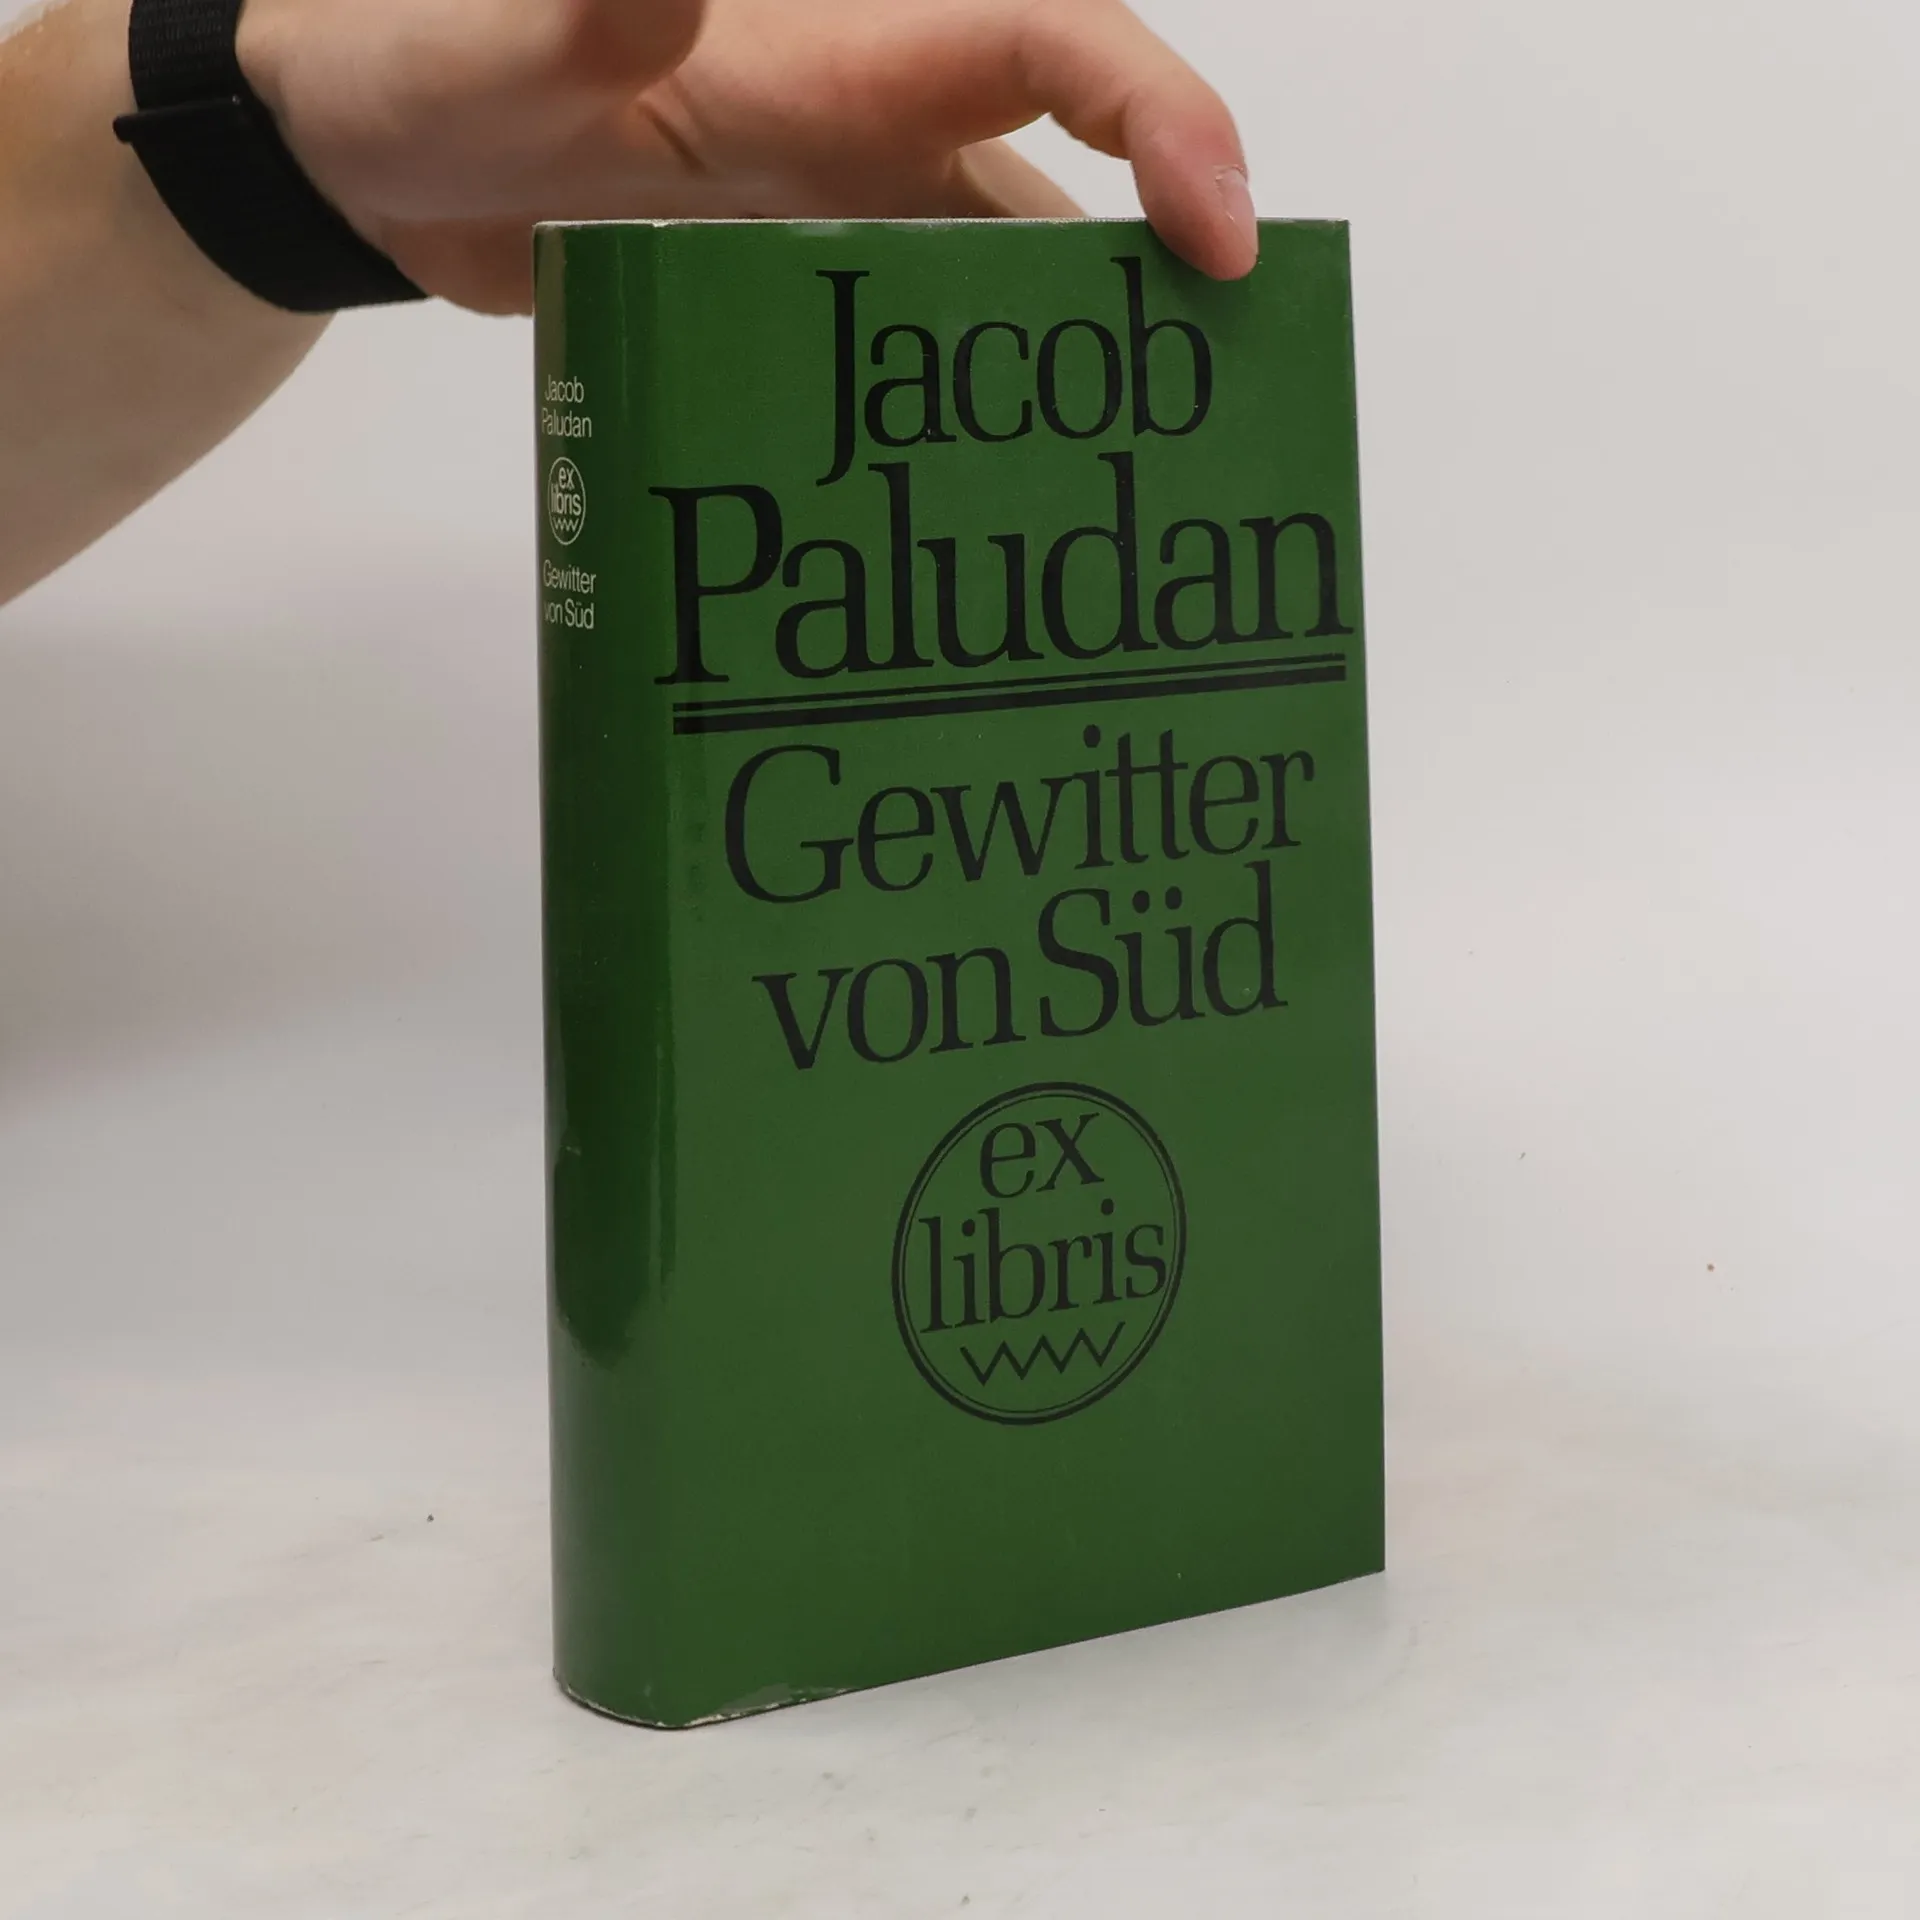 Jacob
Paludan
ex
libris
Gewitter
von Süd
Jacob
Paludan
Gewitter
von Süd
ex
libris